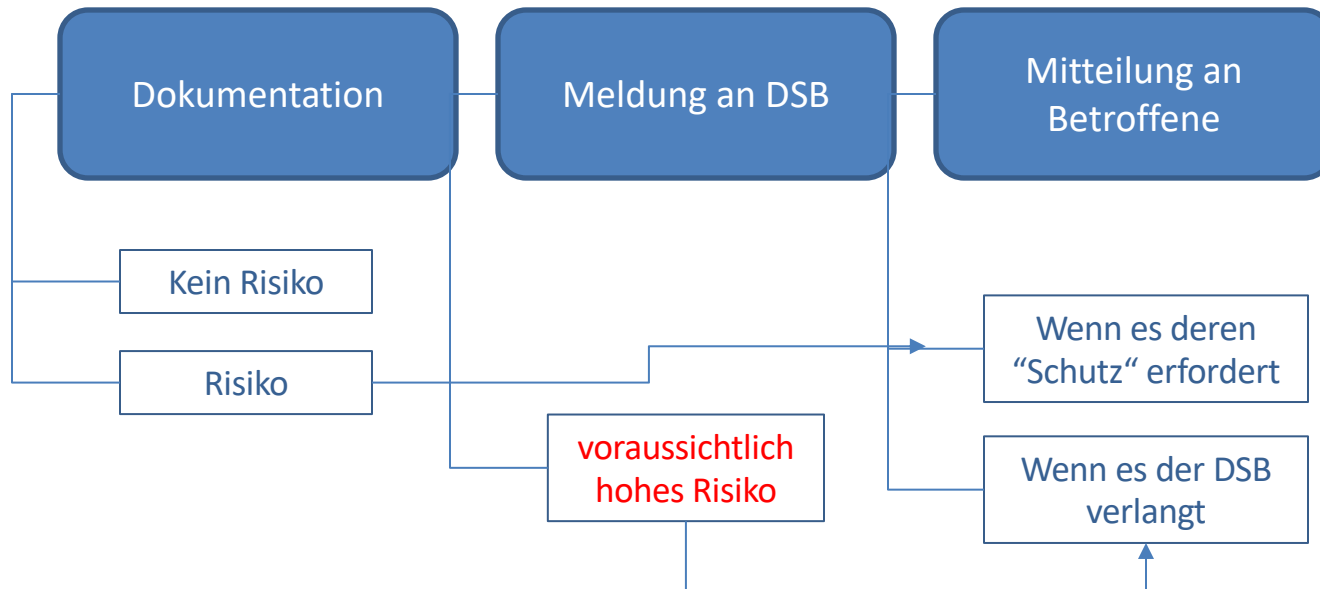 Dokumentation
Meldung an DSB
Mitteilung an
Betroffene
Kein Risiko
Risiko
voraussichtlich
hohes Risiko
Wenn es deren
“Schutz“ erfordert
Wenn es der DSB
verlangt